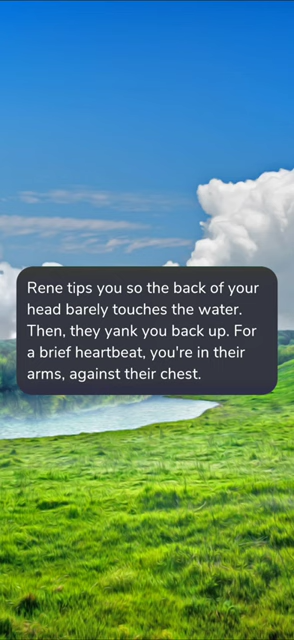 Rene tips you so the back of your
head barely touches the water.
Then, they yank you back up. For
a brief heartbeat, you're in their
arms, against their chest.